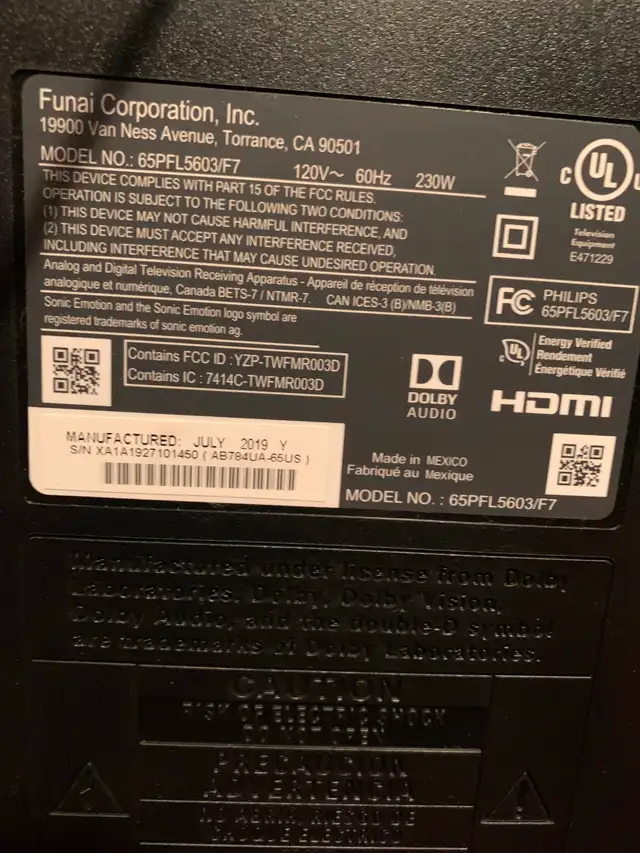 Funai Corporation, Inc.
19900 Van Ness Avenue, Torrance, CA 90501
MODEL NO.: 65PFL5603/F7 120V~ 60Hz 230W
THIS DEVICE COMPLIES WITH PART 15 OF THE FCC RULES.
OPERATION IS SUBJECT TO THE FOLLOWING TWO CONDITIONS:
(1) THIS DEVICE MAY NOT CAUSE HARMFUL INTERFERENCE, AND
(2) THIS DEVICE MUST ACCEPT ANY INTERFERENCE RECEIVED,
INCLUDING INTERFERENCE THAT MAY CAUSE UNDESIRED OPERATION.
Analog and Digital Television Receiving Apparatus - Appareil de réception de télévision
analogique et numérique, Canada BETS-7 / NTMR-7. CAN ICES-3 (B)/NMB-3(B)
Sonic Emotion and the Sonic Emotion logo symbol are
registered trademarks of sonic emotion ag.
C UL
LISTED
Television
Equipment
E471229
FCC PHILIPS
65PFL5603/F7
UL Energy Verified
Rendement
Énergétique Vérifié
Contains FCC ID : YZP-TWFMR003D
Contains IC : 7414C-TWFMR003D
DOLBY
AUDIO
HDMI
MANUFACTURED: JULY 2019 Y
S/N XA1A1927101450 ( AB784UA-65US )
Made in MEXICO
Fabriqué au Mexique
MODEL NO. : 65PFL5603/F7
Manufactured under license from Dolby
Laboratories. Dolby, Dolby Vision,
Dolby Audio, and the double-D symbol
are trademarks of Dolby Laboratories.
CAUTION
RISK OF ELECTRIC SHOCK
DO NOT OPEN
PRECAUCION
ADVERTENCIA
NO ABRIR, RIESGO DE
CHOQUE ELECTRICO